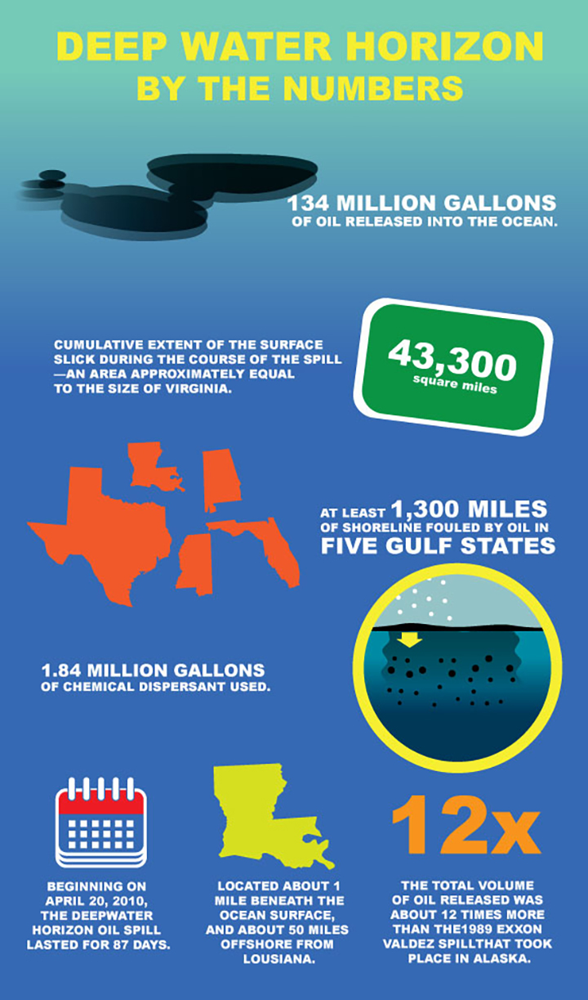 DEEP WATER HORIZON
BY THE NUMBERS
134 MILLION GALLONS
OF OIL RELEASED INTO THE OCEAN.
CUMULATIVE EXTENT OF THE SURFACE
SLICK DURING THE COURSE OF THE SPILL
—AN AREA APPROXIMATELY EQUAL
TO THE SIZE OF VIRGINIA.
43,300
square miles
AT LEAST 1,300 MILES
OF SHORELINE FOULED BY OIL IN
FIVE GULF STATES
1.84 MILLION GALLONS
OF CHEMICAL DISPERSANT USED.
BEGINNING ON
APRIL 20, 2010,
THE DEEPWATER
HORIZON OIL SPILL
LASTED FOR 87 DAYS.
LOCATED ABOUT 1
MILE BENEATH THE
OCEAN SURFACE,
AND ABOUT 50 MILES
OFFSHORE FROM
LOUSIANA.
12x
THE TOTAL VOLUME
OF OIL RELEASED WAS
ABOUT 12 TIMES MORE
THAN THE1989 EXXON
VALDEZ SPILLTHAT TOOK
PLACE IN ALASKA.